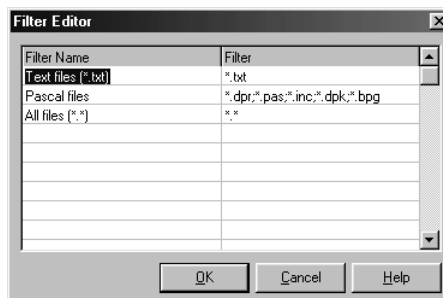 Filter Editor
Filter Name Filter
Text files (*.txt) *.txt
Pascal files *.dpr;*.pas;*.inc;*.dpk;*.bpg
All files (*.*) *.*
OK Cancel Help